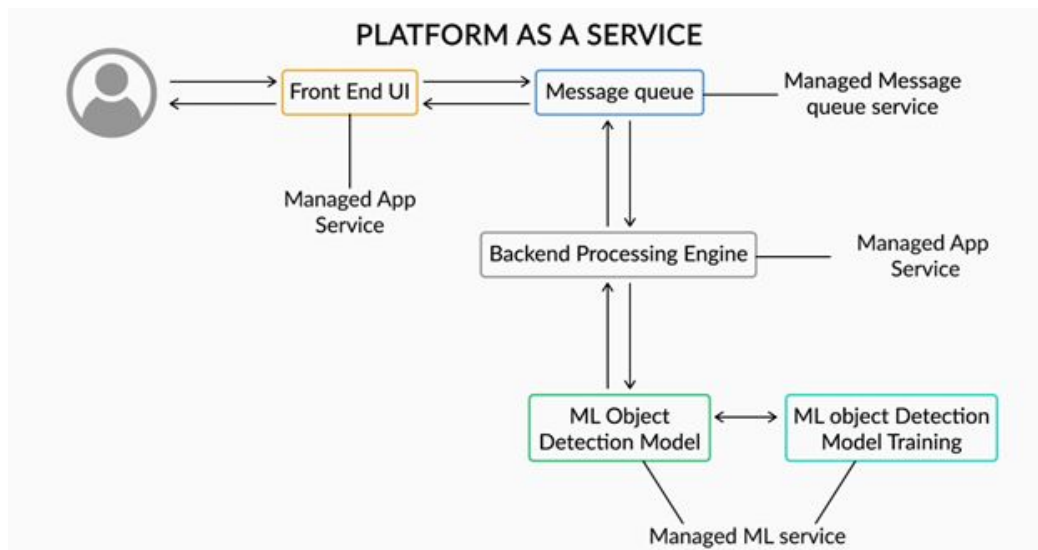 PLATFORM AS A SERVICE
Front End UI
Message queue
Managed Message
queue service
Managed App
Service
Backend Processing Engine
Managed App
Service
ML Object
Detection Model
ML object Detection
Model Training
Managed ML service